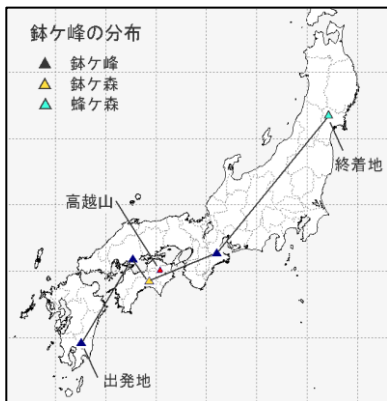 鉢ケ峰の分布
▲ 鉢ケ峰
▲ 鉢ケ森
▲ 蜂ケ森
終着地
高越山
出発地